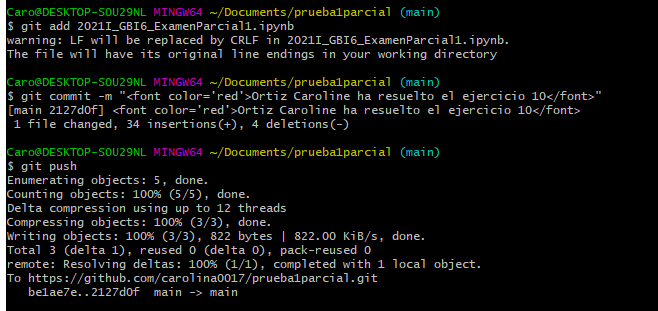 Caro@DESKTOP-SOU29NL MINGW64 ~/Documents/prueba1parcial (main)
$ git add 2021I_GBI6_ExamenParcial1.ipynb
warning: LF will be replaced by CRLF in 2021I_GBI6_ExamenParcial1.ipynb.
The file will have its original line endings in your working directory
Caro@DESKTOP-SOU29NL MINGW64 ~/Documents/prueba1parcial (main)
$ git commit -m "<font color='red'>Ortiz Caroline ha resuelto el ejercicio 10</font>"
[main 2127d0f] <font color='red'>Ortiz Caroline ha resuelto el ejercicio 10</font>
1 file changed, 34 insertions(+), 4 deletions(-)
Caro@DESKTOP-SOU29NL MINGW64 ~/Documents/prueba1parcial (main)
$ git push
Enumerating objects: 5, done.
Counting objects: 100% (5/5), done.
Delta compression using up to 12 threads
Compressing objects: 100% (3/3), done.
Writing objects: 100% (3/3), 822 bytes | 822.00 KiB/s, done.
Total 3 (delta 1), reused 0 (delta 0), pack-reused 0
remote: Resolving deltas: 100% (1/1), completed with 1 local object.
To https://github.com/carolina0017/prueba1parcial.git
be1ae7e..2127d0f  main -> main